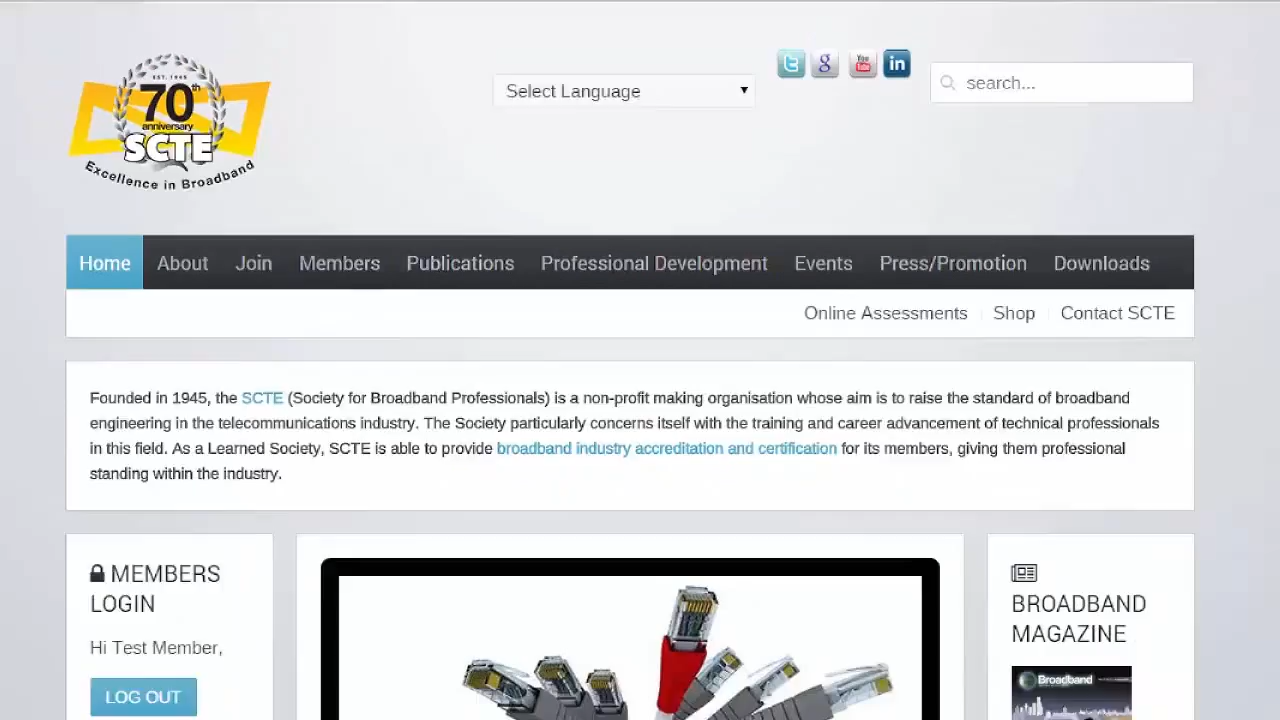 EST. 1945
70th
anniversary
SCTE
Excellence in Broadband
Select Language
search...
Home About Join Members Publications Professional Development Events Press/Promotion Downloads
Online Assessments Shop Contact SCTE
Founded in 1945, the SCTE (Society for Broadband Professionals) is a non-profit making organisation whose aim is to raise the standard of broadband
engineering in the telecommunications industry. The Society particularly concerns itself with the training and career advancement of technical professionals
in this field. As a Learned Society, SCTE is able to provide broadband industry accreditation and certification for its members, giving them professional
standing within the industry.
MEMBERS
LOGIN
Hi Test Member,
LOG OUT
BROADBAND
MAGAZINE
Broadband